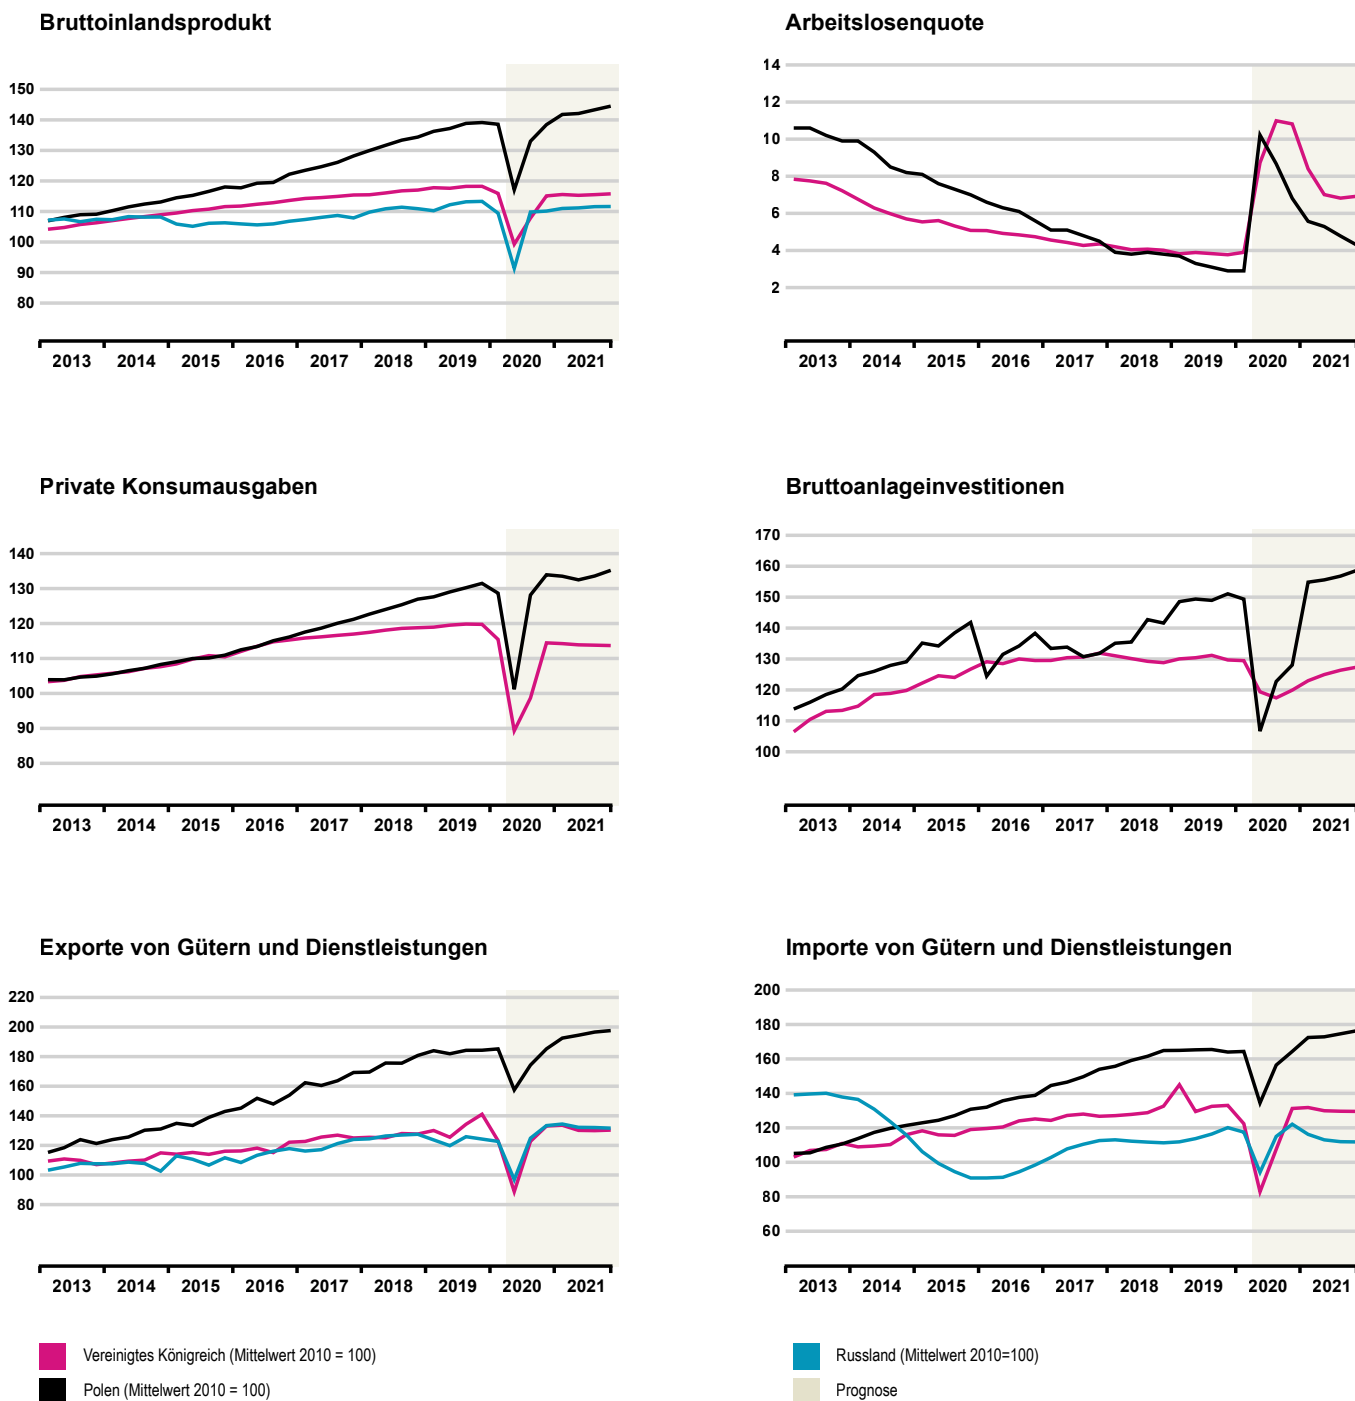 Bruttoinlandsprodukt
150
140
130
120
110
100
90
80
2013 2014 2015 2016 2017 2018 2019 2020 2021
Arbeitslosenquote
14
12
10
8
6
4
2
2013 2014 2015 2016 2017 2018 2019 2020 2021
Private Konsumausgaben
140
130
120
110
100
90
80
2013 2014 2015 2016 2017 2018 2019 2020 2021
Bruttoanlageinvestitionen
170
160
150
140
130
120
110
100
2013 2014 2015 2016 2017 2018 2019 2020 2021
Exporte von Gütern und Dienstleistungen
220
200
180
160
140
120
100
80
2013 2014 2015 2016 2017 2018 2019 2020 2021
Importe von Gütern und Dienstleistungen
200
180
160
140
120
100
80
60
2013 2014 2015 2016 2017 2018 2019 2020 2021
Vereinigtes Königreich (Mittelwert 2010 = 100)
Polen (Mittelwert 2010 = 100)
Russland (Mittelwert 2010=100)
Prognose